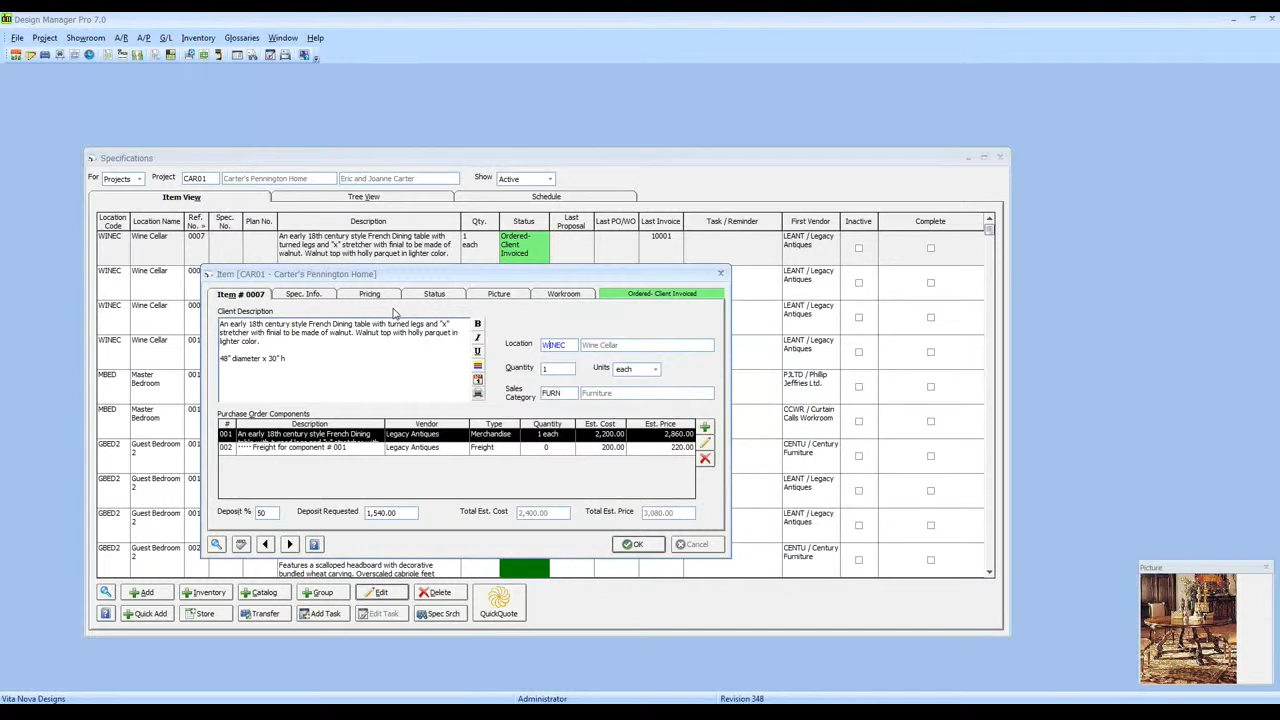 Design Manager Pro 7.0
File Project Showroom A/R A/P G/L Inventory Glossaries Window Help
Specifications
For Projects Project CAR01 Carter's Pennington Home Eric and Joanne Carter Show Active
Item View Tree View Schedule
Location Code Location Name Ref. No. Spec. No. Plan No. Description Qty. Status Last Proposal Last PO/WO Last Invoice Task / Reminder First Vendor Inactive Complete
WINEC Wine Cellar 0007 An early 18th century style French Dining table with turned legs and "x" stretcher with finial to be made of walnut. Walnut top with holly parquet in lighter color. 1 each Ordered- Client Invoiced 10001 LEANT / Legacy Antiques
WINEC Wine Cellar 001 LEANT / Legacy Antiques
WINEC Wine Cellar 001 LEANT / Legacy Antiques
WINEC Wine Cellar 001 LEANT / Legacy Antiques
MBED Master Bedroom 001 PJLTD / Phillip Jeffries Ltd.
MBED Master Bedroom 001 CCWR / Curtain Calls Workroom
GBED2 Guest Bedroom 2 001 CENTU / Century Furniture
GBED2 Guest Bedroom 2 001 LEANT / Legacy Antiques
GBED2 Guest Bedroom 2 001 LEANT / Legacy Antiques
GBED2 Guest Bedroom 2 002 CENTU / Century Furniture
Features a scalloped headboard with decorative
bundled wheat carving. Overscaled cabriole feet
Item [CAR01 - Carter's Pennington Home]
Item # 0007 Spec. Info. Pricing Status Picture Workroom Ordered- Client Invoiced
Client Description
An early 18th century style French Dining table with turned legs and "x"
stretcher with finial to be made of walnut. Walnut top with holly parquet in
lighter color.
48" diameter x 30" h
B
I
U
Location WINEC Wine Cellar
Quantity 1 Units each
Sales Category FURN Furniture
Purchase Order Components
# Description Vendor Type Quantity Est. Cost Est. Price
001 An early 18th century style French Dining Legacy Antiques Merchandise 1 each 2,200.00 2,860.00
002 ····· Freight for component # 001 Legacy Antiques Freight 0 200.00 220.00
Deposit % 50 Deposit Requested 1,540.00 Total Est. Cost 2,400.00 Total Est. Price 3,080.00
OK Cancel
Add Inventory Catalog Group Edit Delete
Quick Add Store Transfer Add Task Edit Task Spec Srch QuickQuote
Picture
Vita Nova Designs Administrator Revision 348